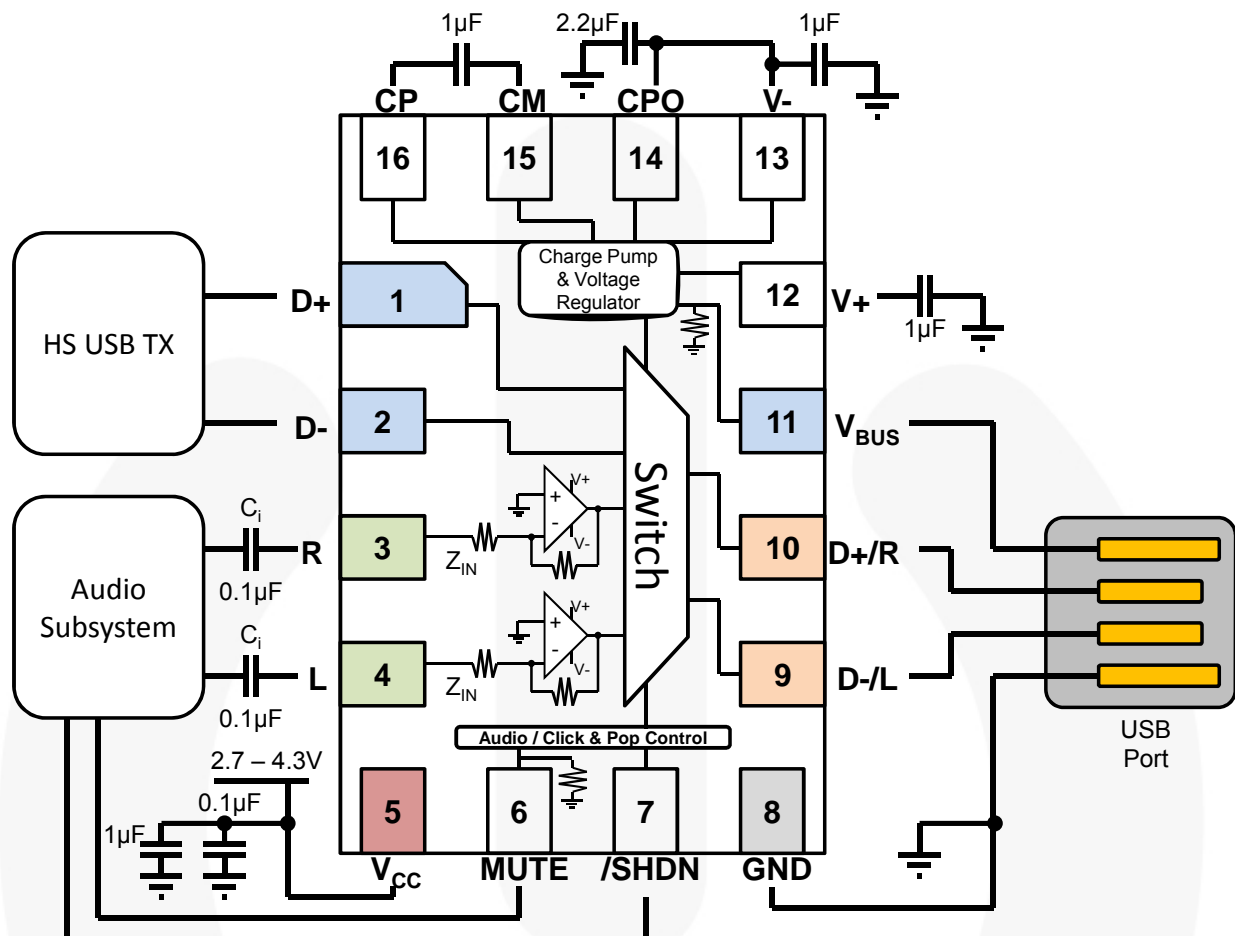 1µF
2.2µF
1µF
CP
CM
CPO
V-
16
15
14
13
Charge Pump
& Voltage
Regulator
HS USB TX
D+
1
12
V+
1µF
D-
2
11
VBUS
Switch
Audio
Subsystem
Ci
0.1µF
R
3
ZIN
+
-
V+
V-
10
D+/R
Ci
0.1µF
L
4
ZIN
+
-
V+
V-
9
D-/L
USB
Port
Audio / Click & Pop Control
2.7 – 4.3V
0.1µF
1µF
5
6
7
8
VCC
MUTE
/SHDN
GND